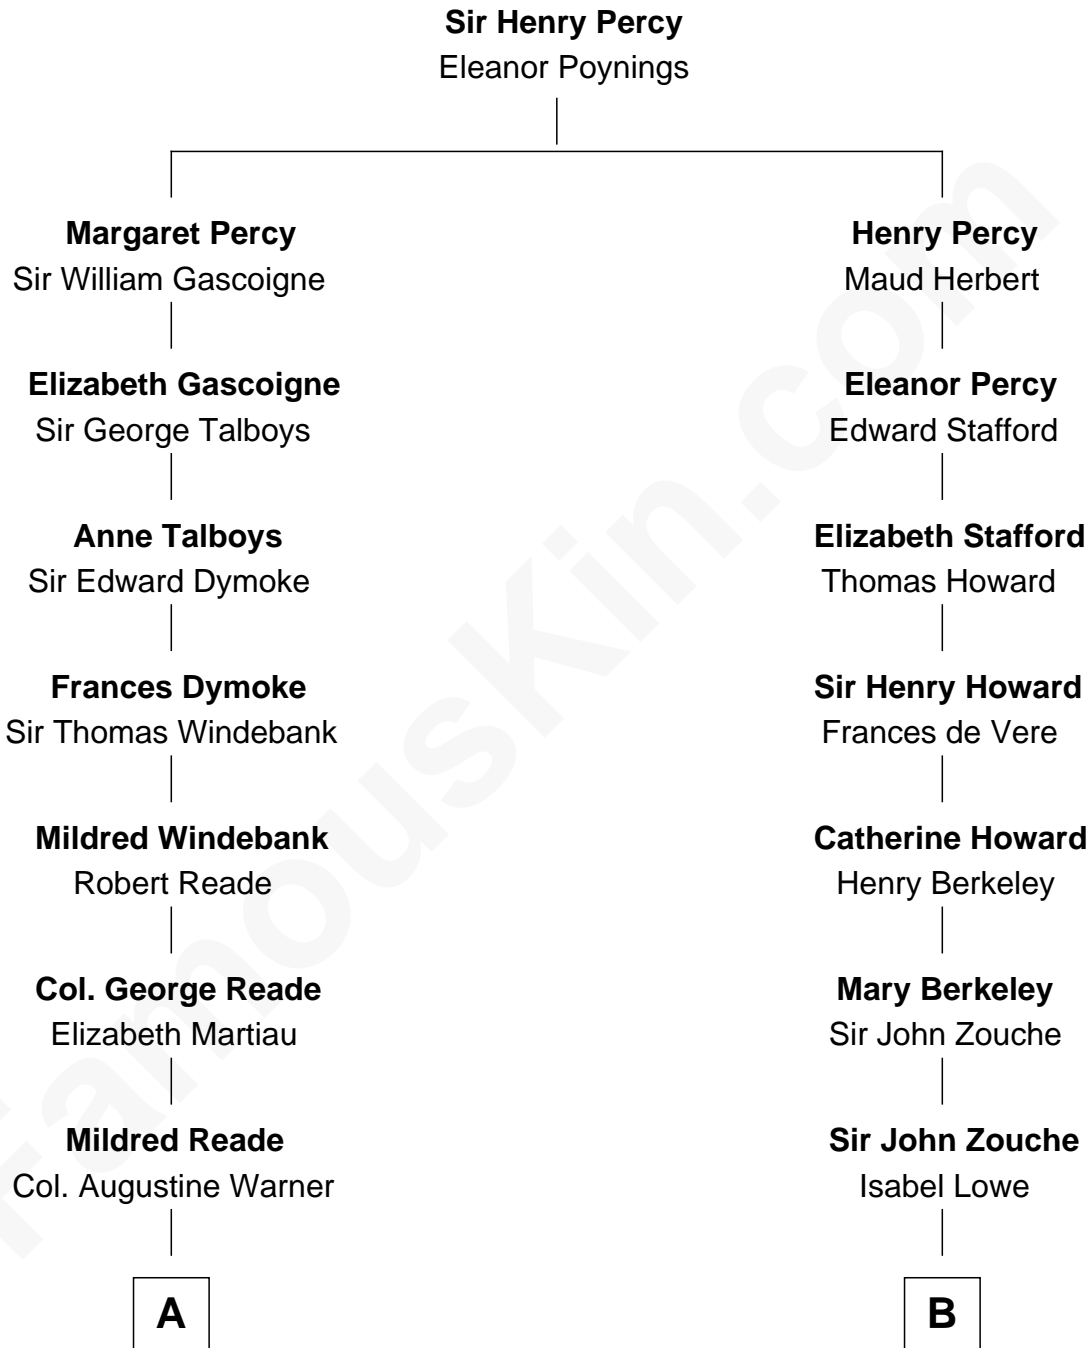 Sir Henry Percy
Eleanor Poynings
Margaret Percy
Sir William Gascoigne
Henry Percy
Maud Herbert
Elizabeth Gascoigne
Sir George Talboys
Eleanor Percy
Edward Stafford
Anne Talboys
Sir Edward Dymoke
Elizabeth Stafford
Thomas Howard
Frances Dymoke
Sir Thomas Windebank
Sir Henry Howard
Frances de Vere
Mildred Windebank
Robert Reade
Catherine Howard
Henry Berkeley
Col. George Reade
Elizabeth Martiau
Mary Berkeley
Sir John Zouche
Mildred Reade
Col. Augustine Warner
Sir John Zouche
Isabel Lowe
A
B
FamousKin.com